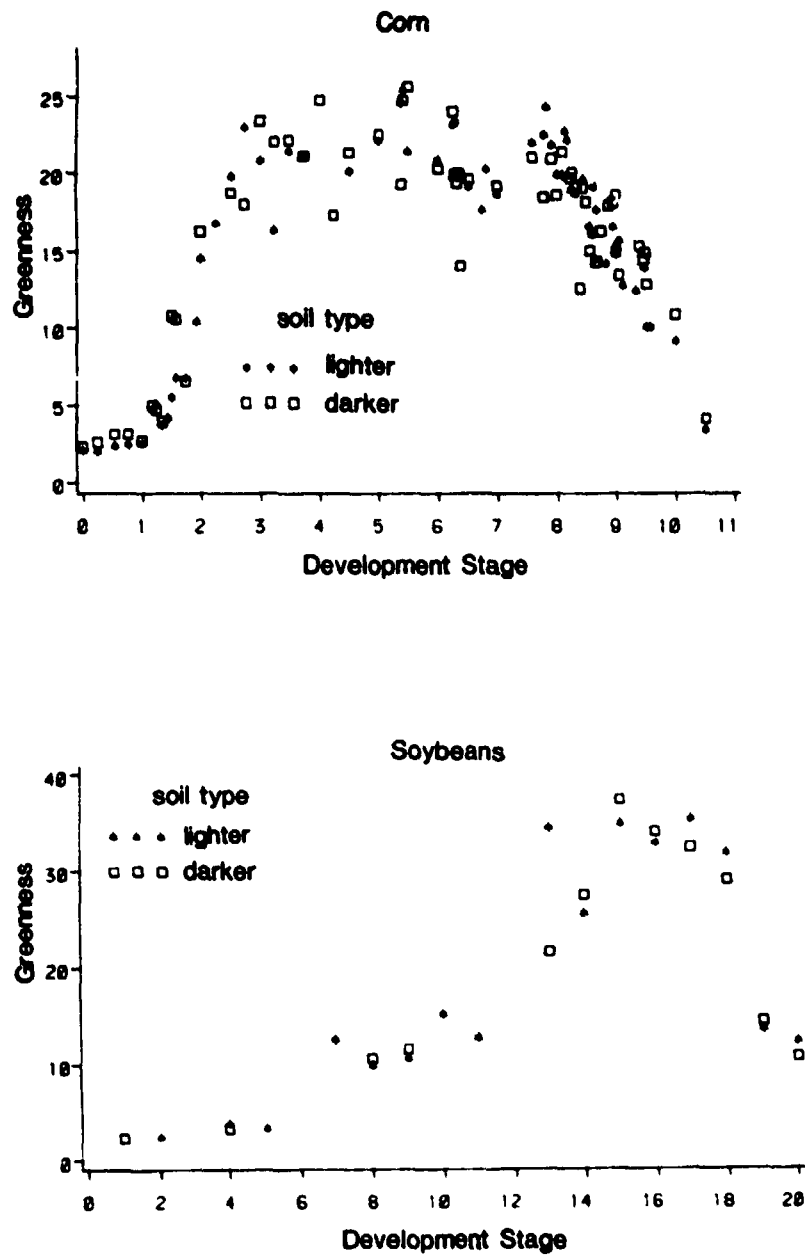 Corn
25
20
15
10
5
0
Greenness
soil type
lighter
darker
0 1 2 3 4 5 6 7 8 9 10 11
Development Stage
Soybeans
40
30
20
10
0
Greenness
soil type
lighter
darker
0 2 4 6 8 10 12 14 16 18 20
Development Stage